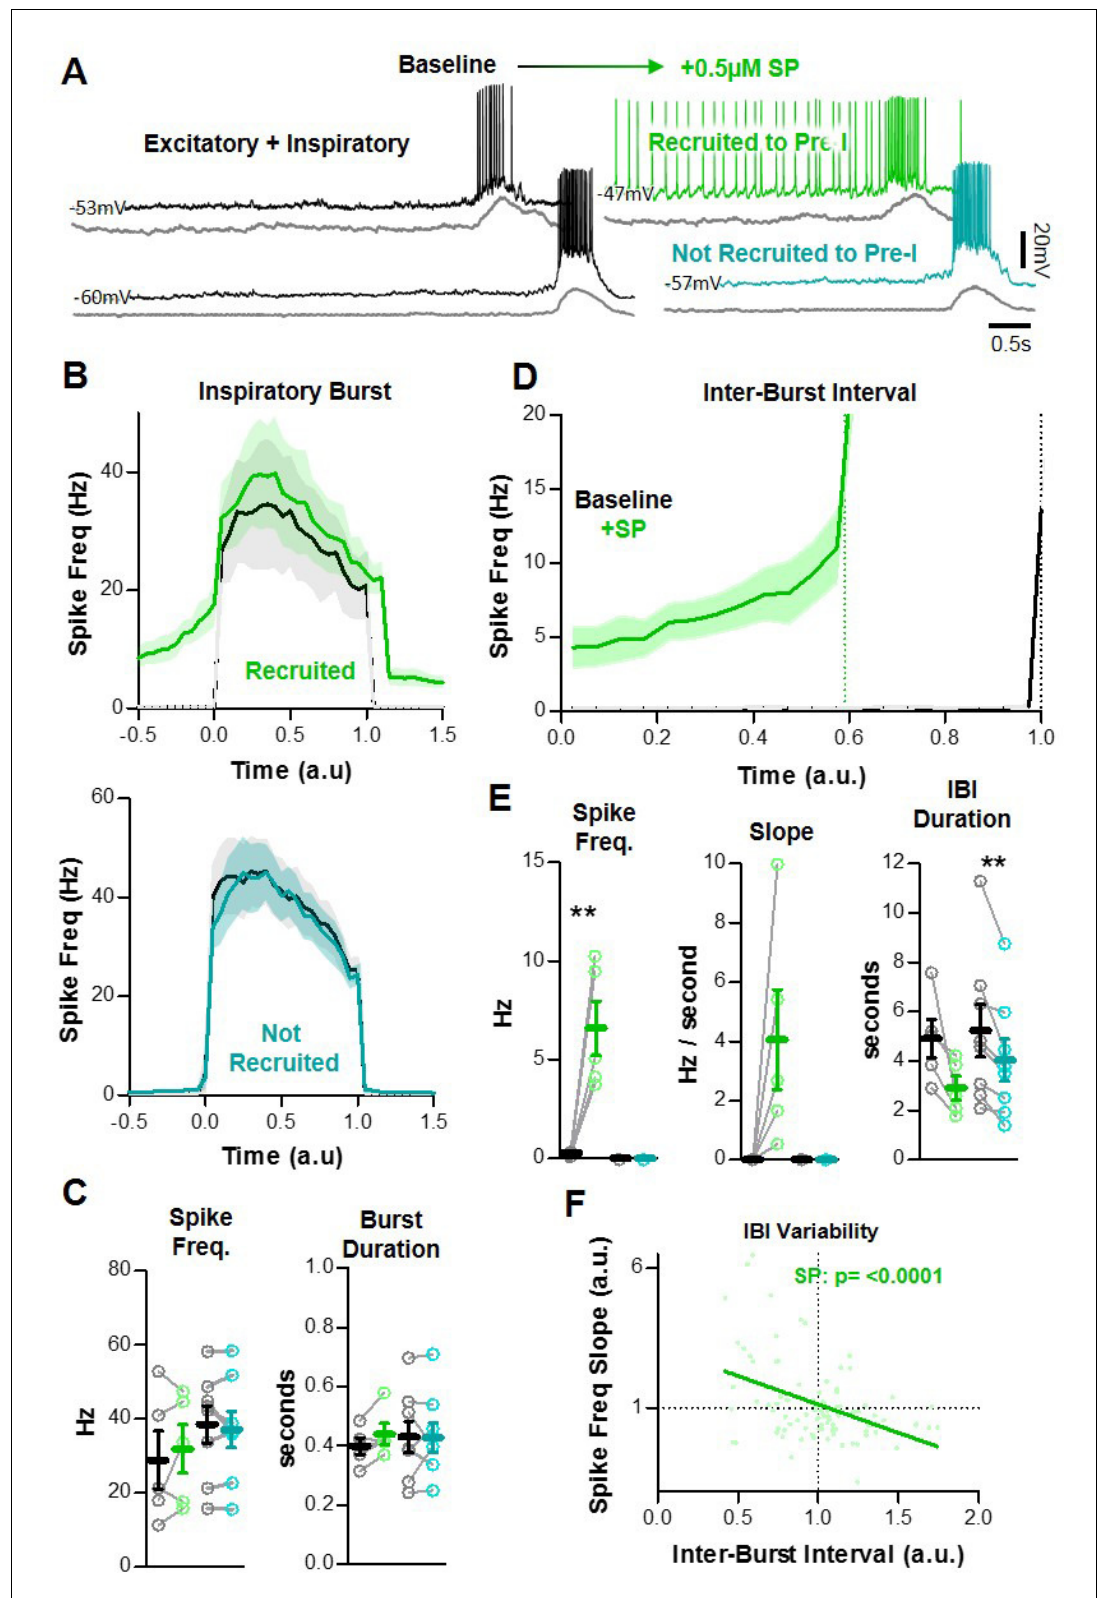 A
Baseline
+0.5µM SP
Excitatory + Inspiratory
Recruited to Pre-I
-53mV
-47mV
Not Recruited to Pre-I
20mV
-60mV
-57mV
0.5s
B
Inspiratory Burst
Spike Freq (Hz)
40
20
0
Recruited
-0.5
0.0
0.5
1.0
1.5
Time (a.u)
60
40
20
0
Spike Freq (Hz)
Not
Recruited
-0.5
0.0
0.5
1.0
1.5
Time (a.u)
C
Spike
Freq.
80
60
40
20
0
Hz
Burst
Duration
1.0
0.8
0.6
0.4
0.2
0.0
seconds
D
Inter-Burst Interval
20
15
10
5
0
Spike Freq (Hz)
Baseline
+SP
0.0
0.2
0.4
0.6
0.8
1.0
Time (a.u.)
E
Spike
Freq.
15
10
5
0
Hz
**
Slope
10
8
6
4
2
0
Hz / second
IBI
Duration
12
10
8
6
4
2
0
seconds
**
F
IBI Variability
SP: p= <0.0001
6
1
Spike Freq Slope (a.u.)
0.0
0.5
1.0
1.5
2.0
Inter-Burst Interval (a.u.)